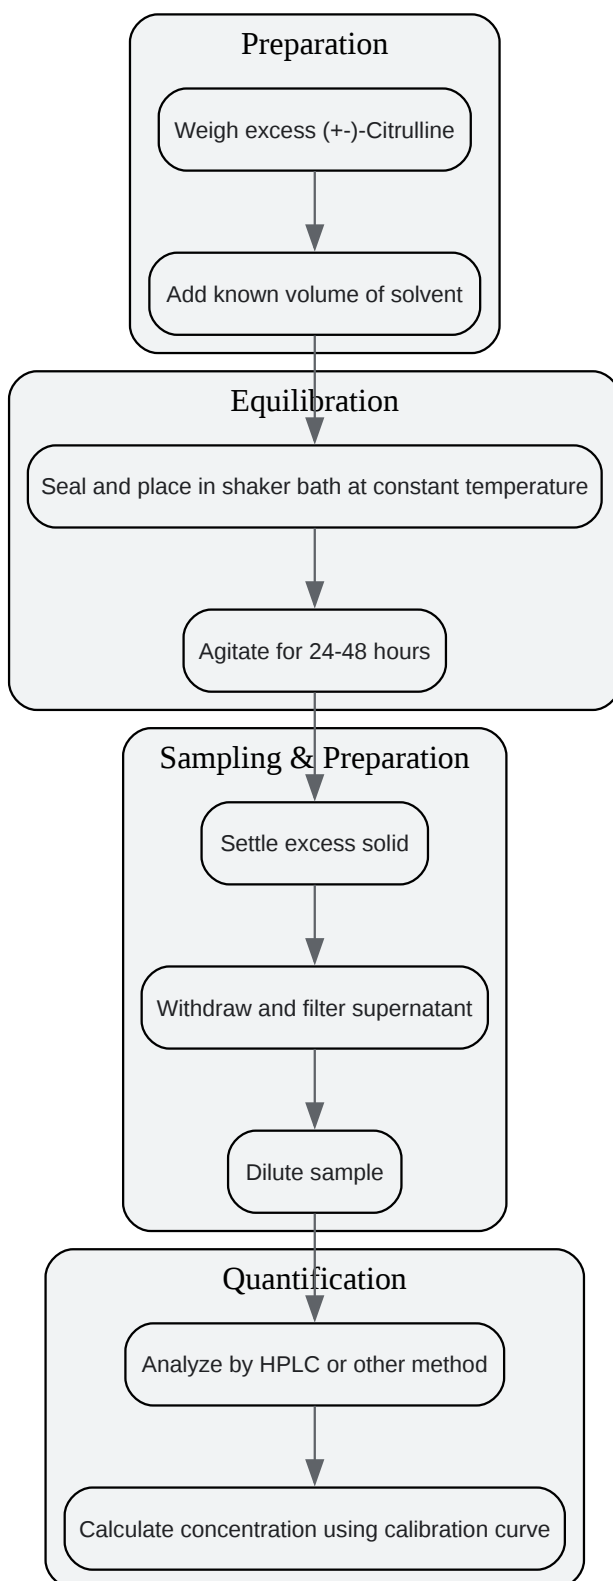 Preparation
Weigh excess (+-)-Citrulline
Add known volume of solvent
Equilibration
Seal and place in shaker bath at constant temperature
Agitate for 24-48 hours
Sampling & Preparation
Settle excess solid
Withdraw and filter supernatant
Dilute sample
Quantification
Analyze by HPLC or other method
Calculate concentration using calibration curve